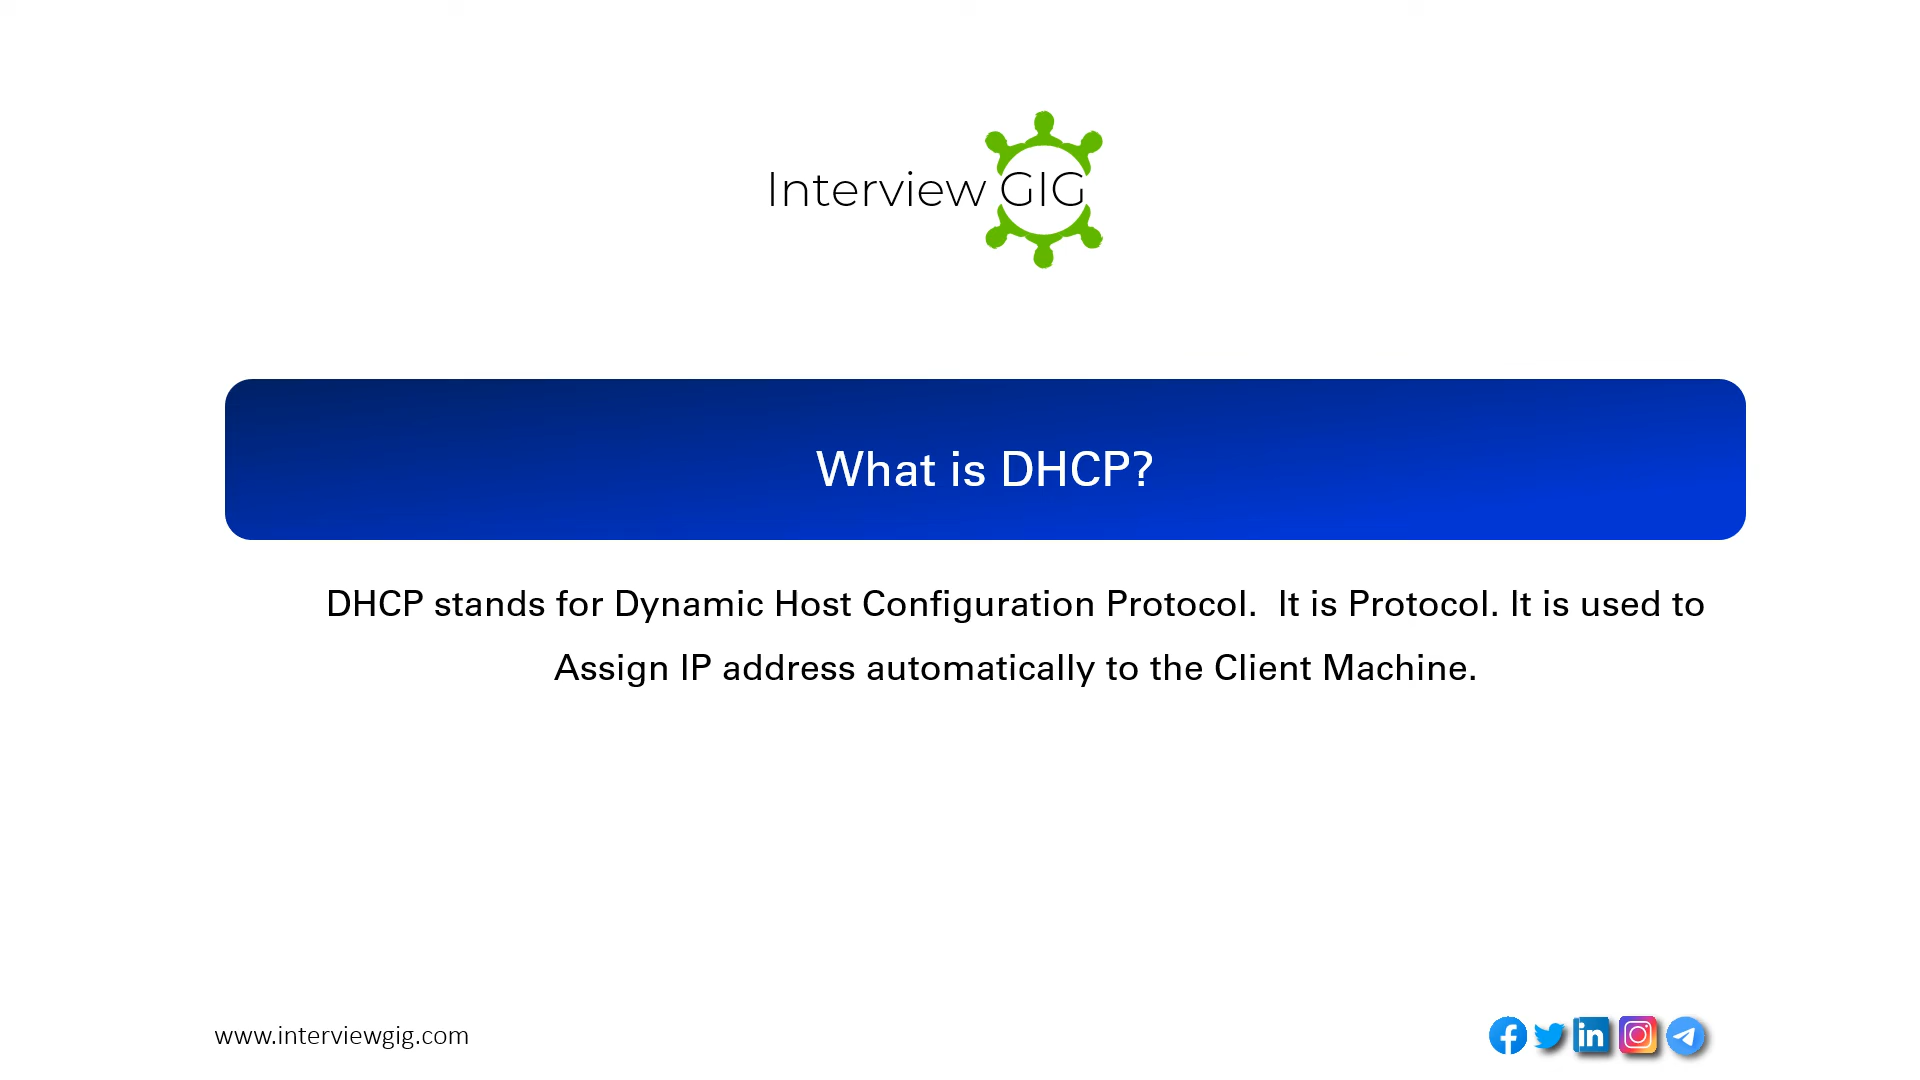 Interview GIG
What is DHCP?
DHCP stands for Dynamic Host Configuration Protocol.  It is Protocol. It is used to
Assign IP address automatically to the Client Machine.
www.interviewgig.com
in